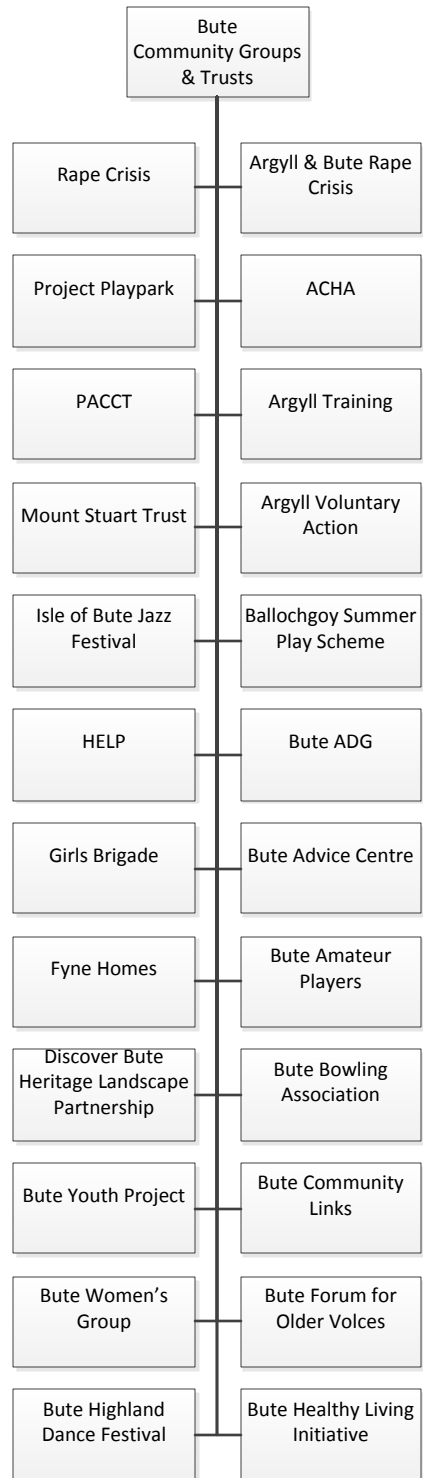 Bute
Community Groups
& Trusts
Rape Crisis
Argyll & Bute Rape
Crisis
Project Playpark
ACHA
PACCT
Argyll Training
Mount Stuart Trust
Argyll Voluntary
Action
Isle of Bute Jazz
Festival
Ballochgoy Summer
Play Scheme
HELP
Bute ADG
Girls Brigade
Bute Advice Centre
Fyne Homes
Bute Amateur
Players
Discover Bute
Heritage Landscape
Partnership
Bute Bowling
Association
Bute Youth Project
Bute Community
Links
Bute Women’s
Group
Bute Forum for
Older Volces
Bute Highland
Dance Festival
Bute Healthy Living
Initiative